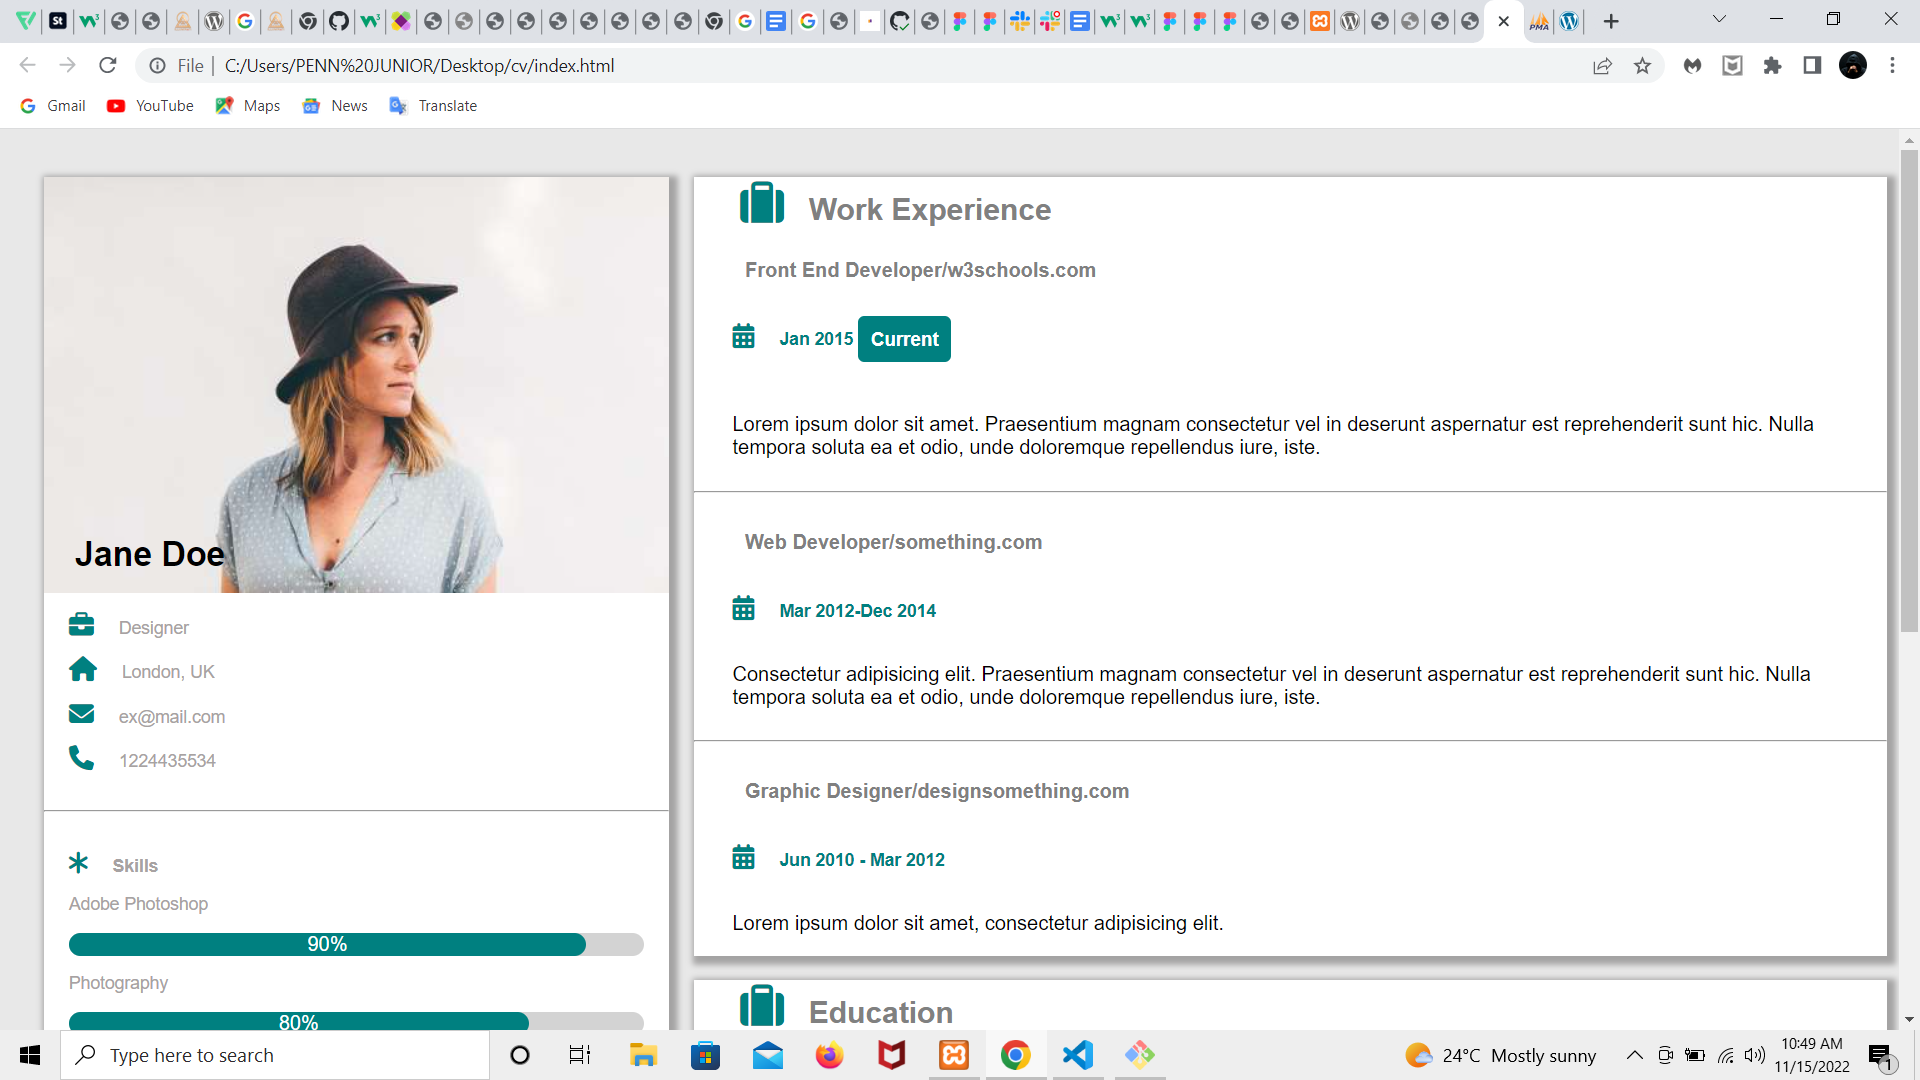 File
C:/Users/PENN%20JUNIOR/Desktop/cv/index.html
Gmail
YouTube
Maps
News
Translate
Jane Doe
Designer
London, UK
ex@mail.com
1224435534
Skills
Adobe Photoshop
90%
Photography
80%
Work Experience
Front End Developer/w3schools.com
Jan 2015 Current
Lorem ipsum dolor sit amet. Praesentium magnam consectetur vel in deserunt aspernatur est reprehenderit sunt hic. Nulla
tempora soluta ea et odio, unde doloremque repellendus iure, iste.
Web Developer/something.com
Mar 2012-Dec 2014
Consectetur adipisicing elit. Praesentium magnam consectetur vel in deserunt aspernatur est reprehenderit sunt hic. Nulla
tempora soluta ea et odio, unde doloremque repellendus iure, iste.
Graphic Designer/designsomething.com
Jun 2010 - Mar 2012
Lorem ipsum dolor sit amet, consectetur adipisicing elit.
Education
Type here to search
24°C Mostly sunny
10:49 AM
11/15/2022
1